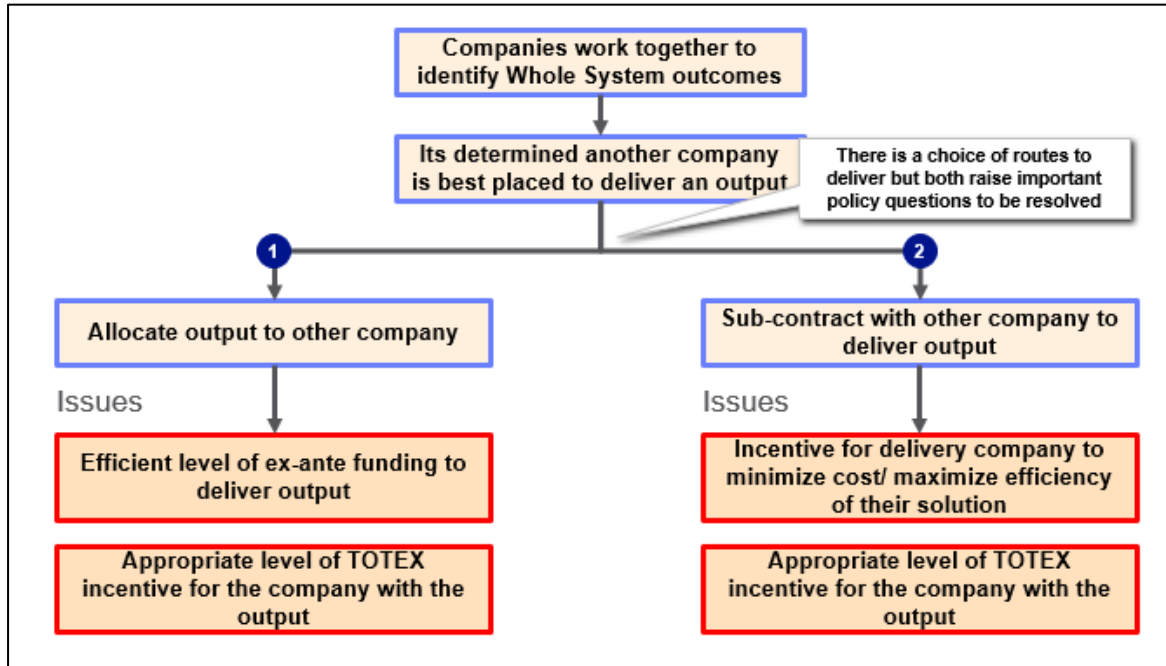 Companies work together to
identify Whole System outcomes
Its determined another company
is best placed to deliver an output
There is a choice of routes to
deliver but both raise important
policy questions to be resolved
1
2
Allocate output to other company
Sub-contract with other company to
deliver output
Issues
Issues
Efficient level of ex-ante funding to
deliver output
Incentive for delivery company to
minimize cost/ maximize efficiency
of their solution
Appropriate level of TOTEX
incentive for the company with the
output
Appropriate level of TOTEX
incentive for the company with the
output